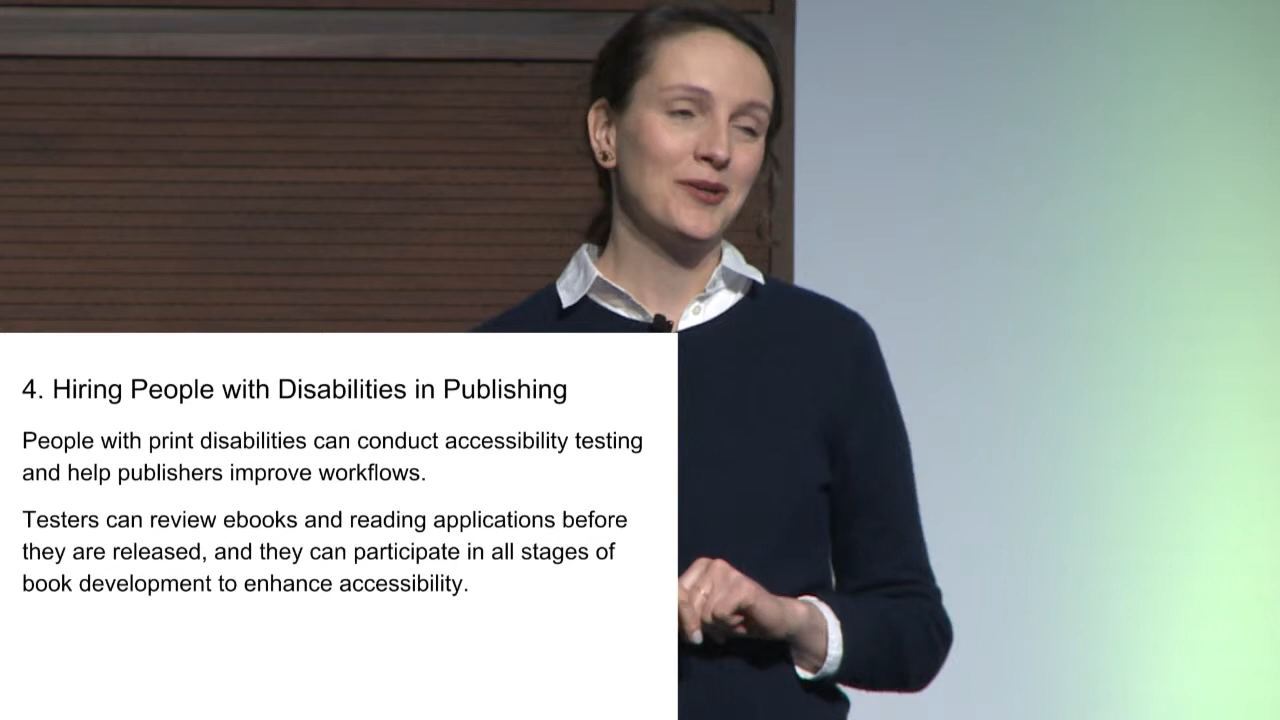 4. Hiring People with Disabilities in Publishing
People with print disabilities can conduct accessibility testing
and help publishers improve workflows.
Testers can review ebooks and reading applications before
they are released, and they can participate in all stages of
book development to enhance accessibility.